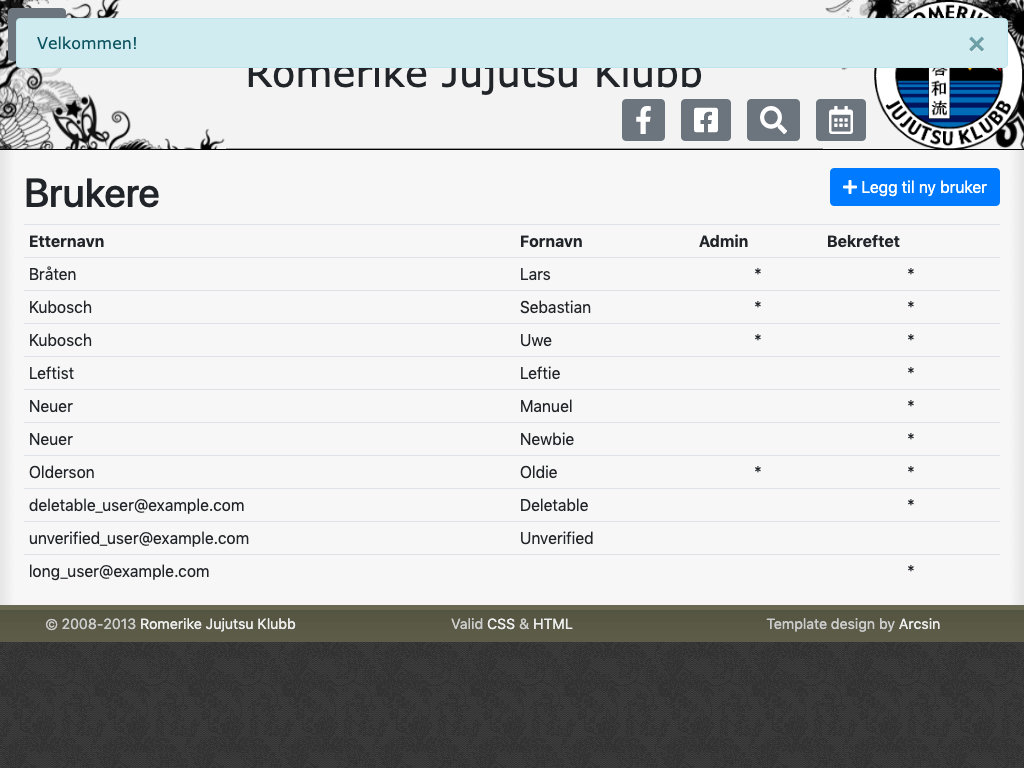 Velkommen!
×
Romerike Jujutsu Klubb
ROMERIK
啓和流
JUJUTSU KLUBB
Brukere
Legg til ny bruker
Etternavn Fornavn Admin Bekreftet
Bråten Lars * *
Kubosch Sebastian * *
Kubosch Uwe * *
Leftist Leftie *
Neuer Manuel *
Neuer Newbie *
Olderson Oldie * *
deletable_user@example.com Deletable *
unverified_user@example.com Unverified
long_user@example.com *
© 2008-2013 Romerike Jujutsu Klubb Valid CSS & HTML Template design by Arcsin